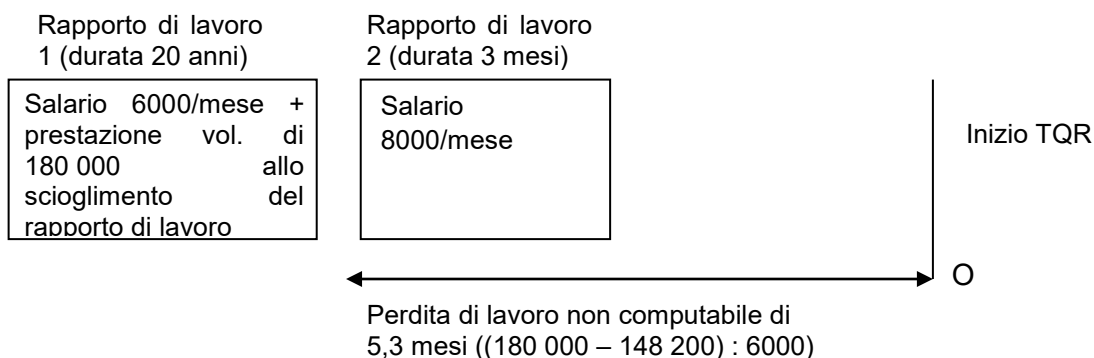 Rapporto di lavoro
1 (durata 20 anni)
Rapporto di lavoro
2 (durata 3 mesi)
Salario 6000/mese +
prestazione vol. di
180 000 allo
scioglimento del
rapporto di lavoro
Salario
8000/mese
Inizio TQR
O
Perdita di lavoro non computabile di
5,3 mesi ((180 000 – 148 200) : 6000)